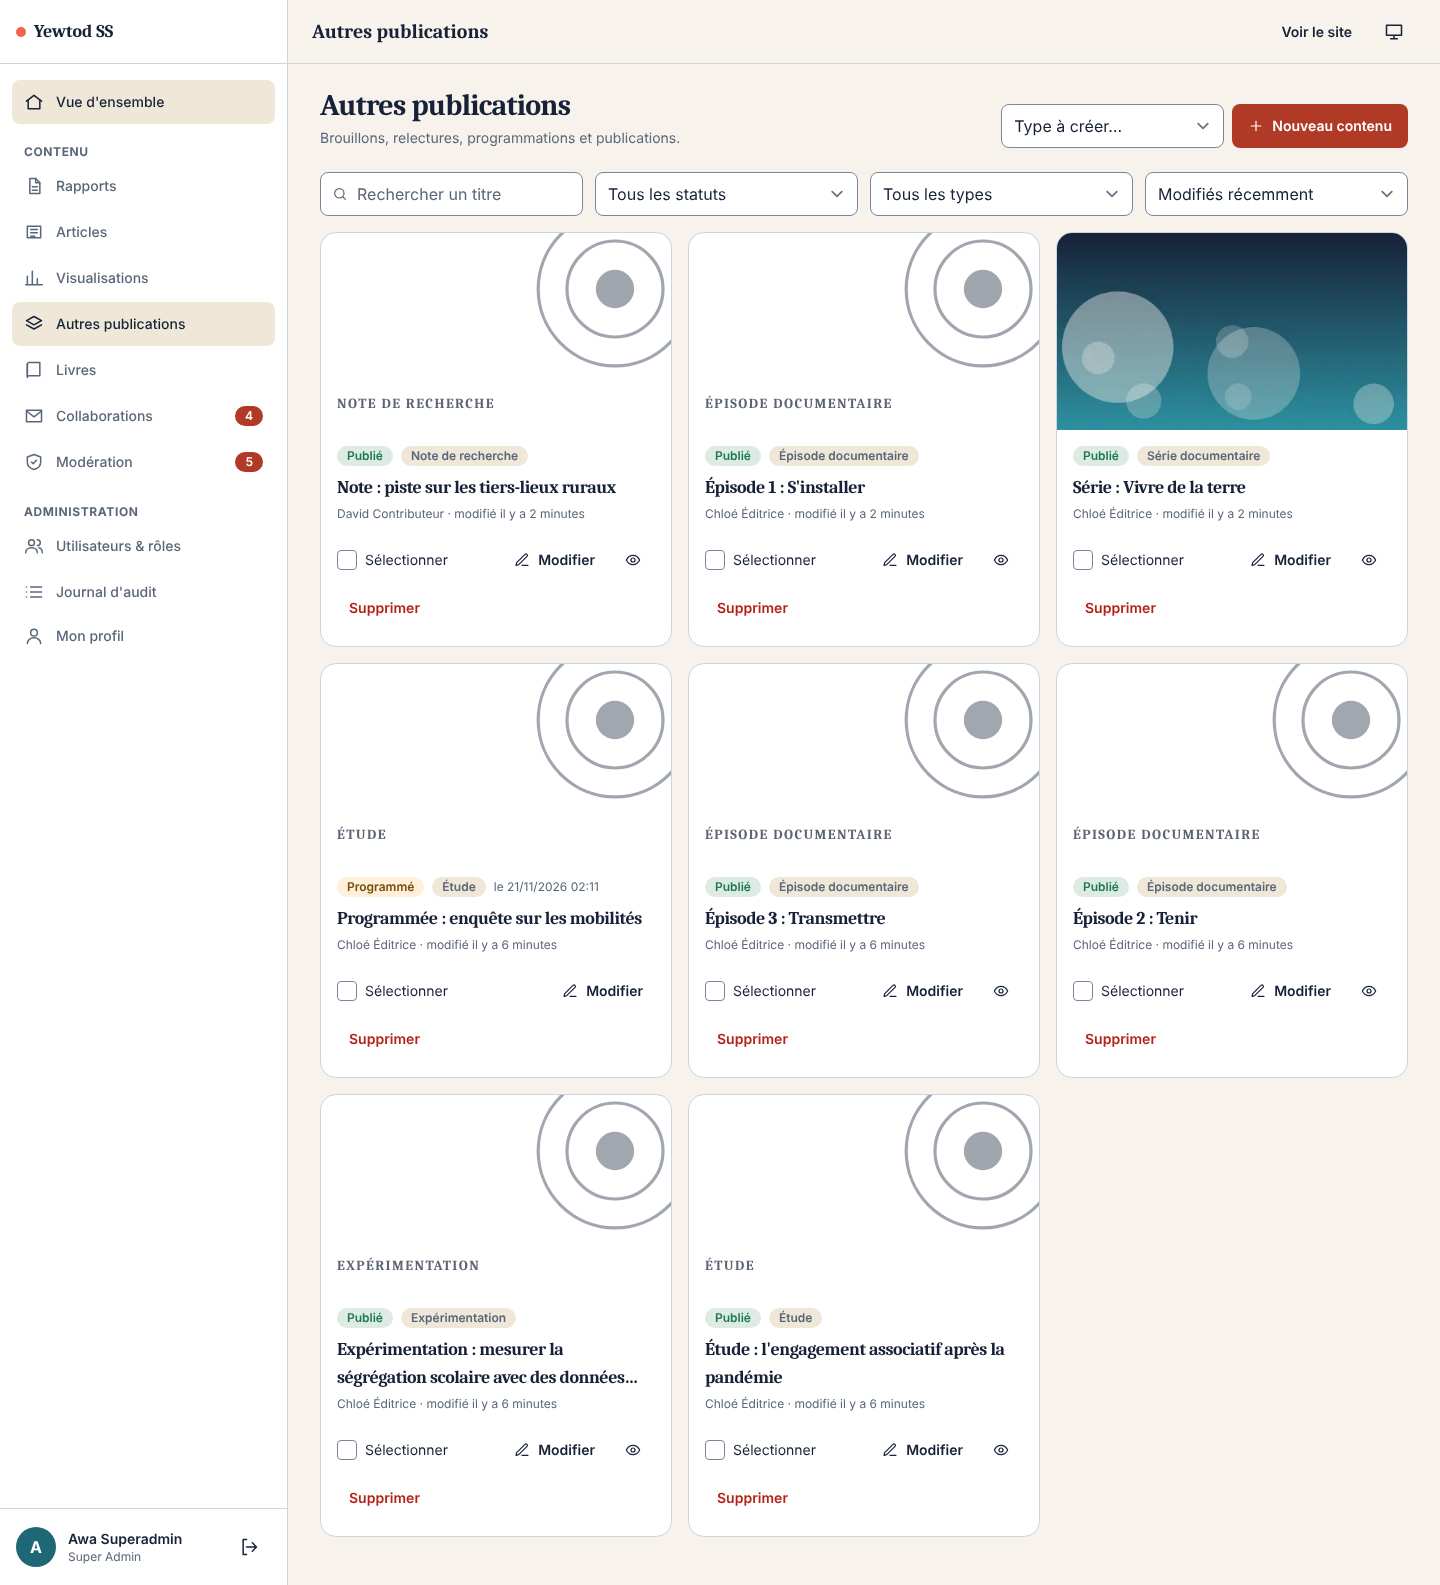 Yewtod SS
Autres publications
Voir le site
Vue d'ensemble
CONTENU
Rapports
Articles
Visualisations
Autres publications
Livres
Collaborations 4
Modération 5
ADMINISTRATION
Utilisateurs & rôles
Journal d'audit
Mon profil
A
Awa Superadmin
Super Admin
Autres publications
Brouillons, relectures, programmations et publications.
Type à créer...
Nouveau contenu
Rechercher un titre
Tous les statuts
Tous les types
Modifiés récemment
NOTE DE RECHERCHE
Publié Note de recherche
Note : piste sur les tiers-lieux ruraux
David Contributeur · modifié il y a 2 minutes
Sélectionner Modifier
Supprimer
ÉPISODE DOCUMENTAIRE
Publié Épisode documentaire
Épisode 1 : S'installer
Chloé Éditrice · modifié il y a 2 minutes
Sélectionner Modifier
Supprimer
Publié Série documentaire
Série : Vivre de la terre
Chloé Éditrice · modifié il y a 2 minutes
Sélectionner Modifier
Supprimer
ÉTUDE
Programmé Étude le 21/11/2026 02:11
Programmée : enquête sur les mobilités
Chloé Éditrice · modifié il y a 6 minutes
Sélectionner Modifier
Supprimer
ÉPISODE DOCUMENTAIRE
Publié Épisode documentaire
Épisode 3 : Transmettre
Chloé Éditrice · modifié il y a 6 minutes
Sélectionner Modifier
Supprimer
ÉPISODE DOCUMENTAIRE
Publié Épisode documentaire
Épisode 2 : Tenir
Chloé Éditrice · modifié il y a 6 minutes
Sélectionner Modifier
Supprimer
EXPÉRIMENTATION
Publié Expérimentation
Expérimentation : mesurer la
ségrégation scolaire avec des données...
Chloé Éditrice · modifié il y a 6 minutes
Sélectionner Modifier
Supprimer
ÉTUDE
Publié Étude
Étude : l'engagement associatif après la
pandémie
Chloé Éditrice · modifié il y a 6 minutes
Sélectionner Modifier
Supprimer